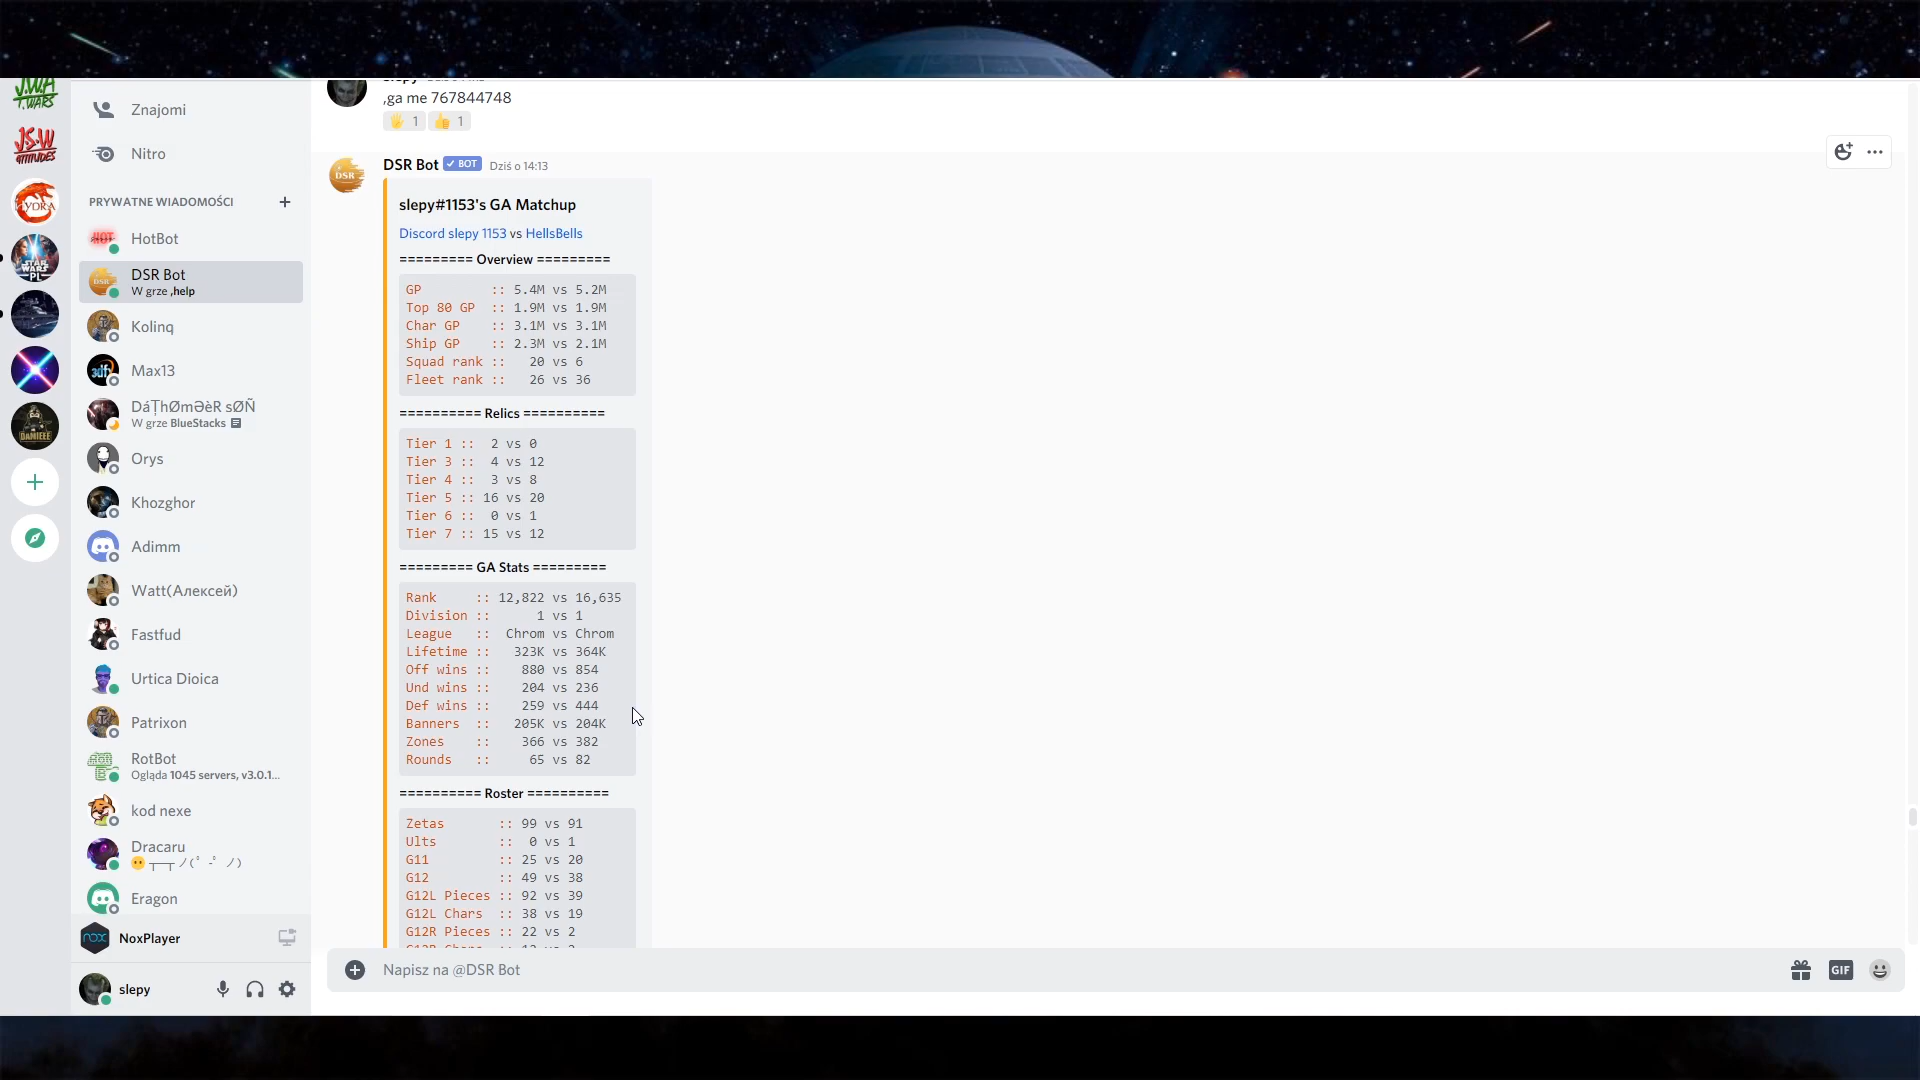 J.W.A
T.WARS
JS.W
ATTITUDES
STAR
WARS
PL
Znajomi
Nitro
PRYWATNE WIADOMOŚCI
HotBot
DSR Bot
W grze ,help
Kolinq
Max13
DáȚhØmƏèR sØÑ
W grze BlueStacks
Orys
Khozghor
Adimm
Watt(Алексей)
Fastfud
Urtica Dioica
Patrixon
RotBot
Ogląda 1045 servers, v3.0.1...
kod nexe
Dracaru
Eragon
NoxPlayer
slepy
,ga me 767844748
1 1
DSR
DSR Bot BOT Dziś o 14:13
slepy#1153's GA Matchup
Discord slepy 1153 vs HellsBells
========= Overview =========
GP :: 5.4M vs 5.2M
Top 80 GP :: 1.9M vs 1.9M
Char GP :: 3.1M vs 3.1M
Ship GP :: 2.3M vs 2.1M
Squad rank :: 20 vs 6
Fleet rank :: 26 vs 36
========== Relics ==========
Tier 1 :: 2 vs 0
Tier 3 :: 4 vs 12
Tier 4 :: 3 vs 8
Tier 5 :: 16 vs 20
Tier 6 :: 0 vs 1
Tier 7 :: 15 vs 12
========= GA Stats =========
Rank :: 12,822 vs 16,635
Division :: 1 vs 1
League :: Chrom vs Chrom
Lifetime :: 323K vs 364K
Off wins :: 880 vs 854
Und wins :: 204 vs 236
Def wins :: 259 vs 444
Banners :: 205K vs 204K
Zones :: 366 vs 382
Rounds :: 65 vs 82
========== Roster ==========
Zetas :: 99 vs 91
Ults :: 0 vs 1
G11 :: 25 vs 20
G12 :: 49 vs 38
G12L Pieces :: 92 vs 39
G12L Chars :: 38 vs 19
G12R Pieces :: 22 vs 2
Napisz na @DSR Bot
GIF